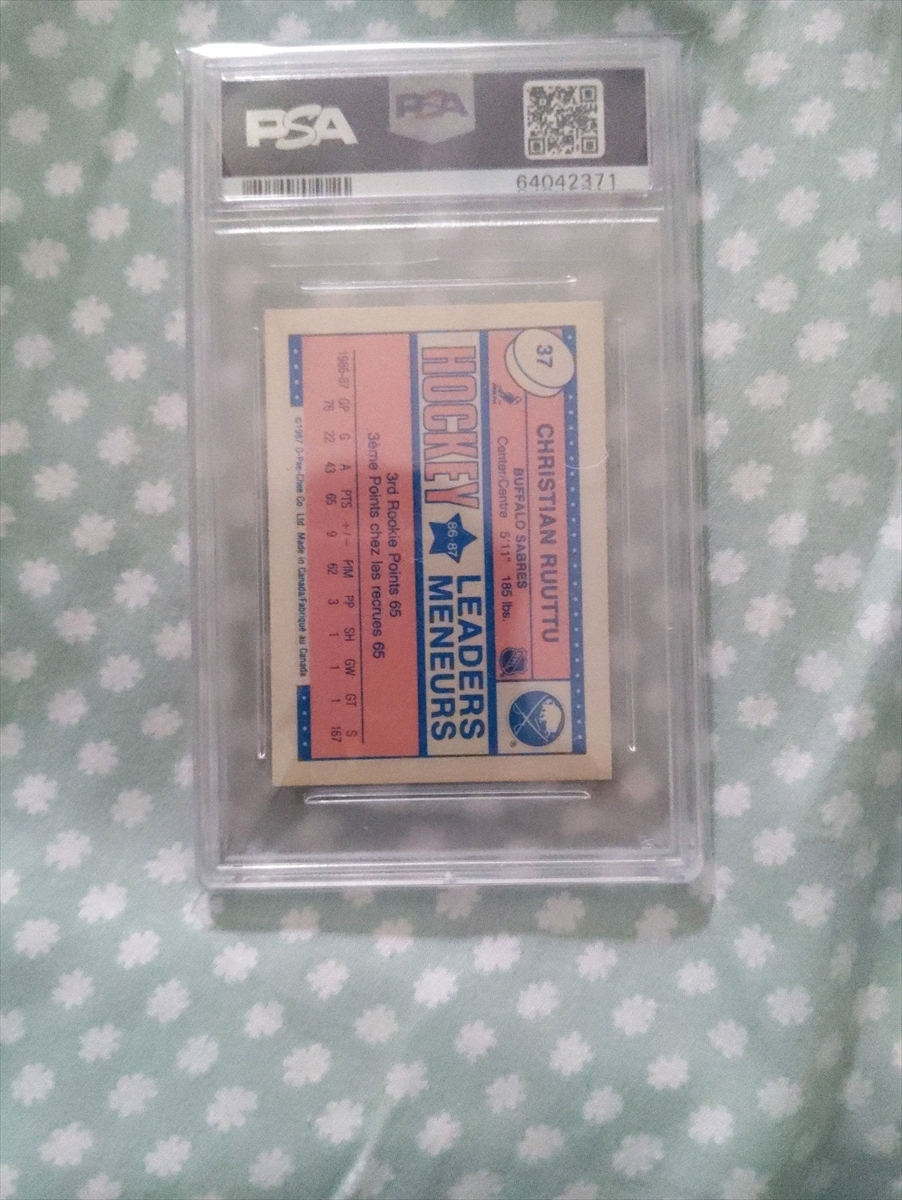 PSA
PSA
64042371
37
CHRISTIAN RUUTTU
BUFFALO SABRES
Center/Centre 5'11" 185 lbs.
HOCKEY
86-87
LEADERS
MENEURS
3rd Rookie Points 65
3ème Points chez les recrues 65
1986-87 GP G A PTS +/- PIM PP SH GW GT S
76 22 43 65 9 62 3 1 1 1 167
©1987 O-Pee-Chee Co. Ltd. Made in Canada/Fabriqué au Canada